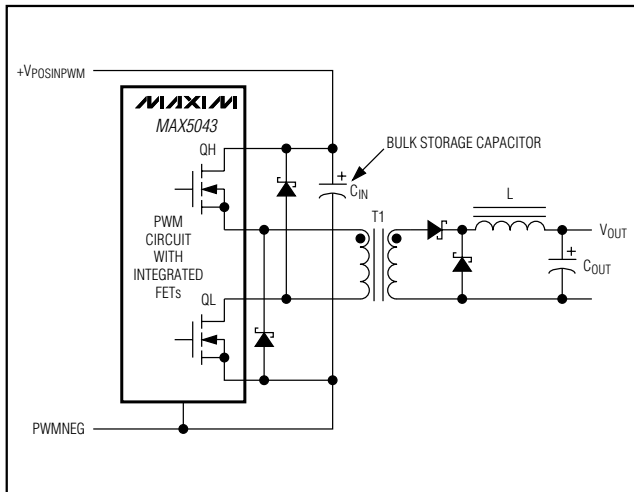 +VPOSINPWM
MAXIM
MAX5043
QH
BULK STORAGE CAPACITOR
+
CIN
PWM
CIRCUIT
WITH
INTEGRATED
FETs
T1
L
VOUT
+
COUT
QL
PWMNEG